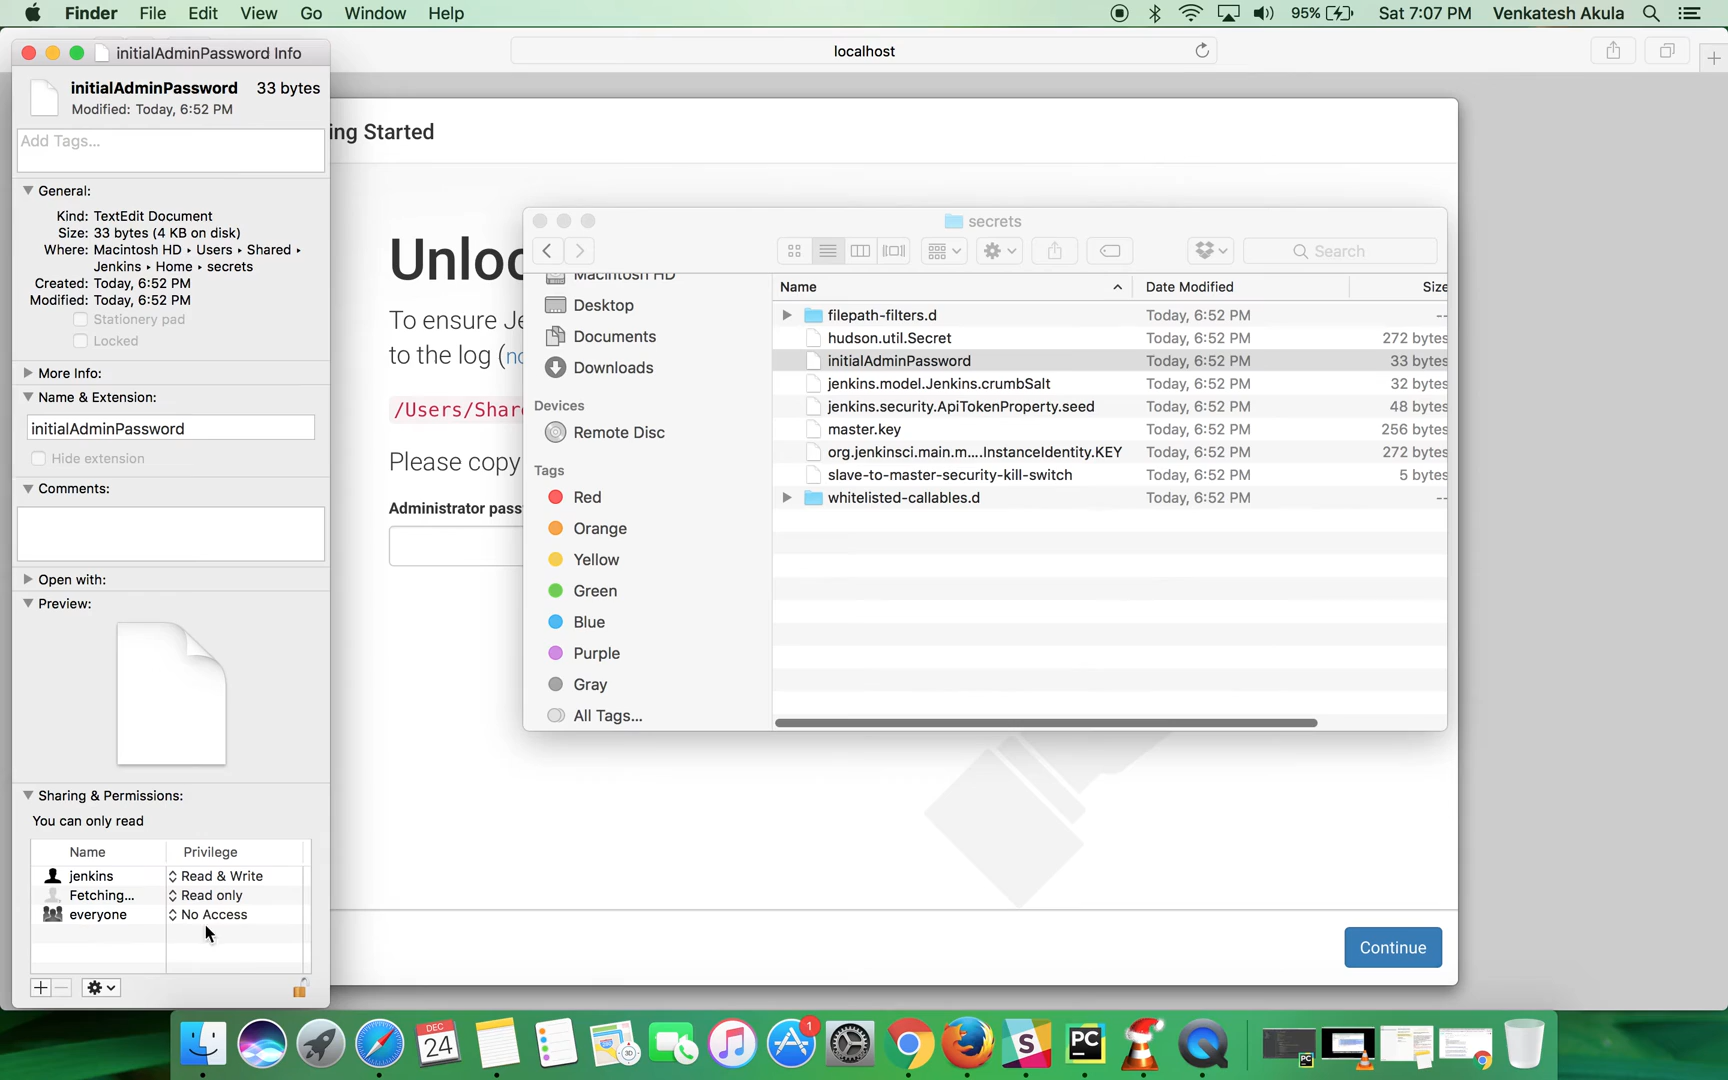 Finder File Edit View Go Window Help 95% Sat 7:07 PM Venkatesh Akula
initialAdminPassword Info
localhost
initialAdminPassword 33 bytes
Modified: Today, 6:52 PM
Add Tags...
General:
Kind: TextEdit Document
Size: 33 bytes (4 KB on disk)
Where: Macintosh HD ▸ Users ▸ Shared ▸
Jenkins ▸ Home ▸ secrets
Created: Today, 6:52 PM
Modified: Today, 6:52 PM
Stationery pad
Locked
More Info:
Name & Extension:
initialAdminPassword
Hide extension
Comments:
Open with:
Preview:
Sharing & Permissions:
You can only read
Name Privilege
jenkins Read & Write
Fetching... Read only
everyone No Access
ing Started
Unloc
To ensure Je
to the log (no
/Users/Shar
Please copy
Administrator pass
secrets
Search
Macintosh HD
Desktop
Documents
Downloads
Devices
Remote Disc
Tags
Red
Orange
Yellow
Green
Blue
Purple
Gray
All Tags...
Name Date Modified Size
filepath-filters.d Today, 6:52 PM --
hudson.util.Secret Today, 6:52 PM 272 bytes
initialAdminPassword Today, 6:52 PM 33 bytes
jenkins.model.Jenkins.crumbSalt Today, 6:52 PM 32 bytes
jenkins.security.ApiTokenProperty.seed Today, 6:52 PM 48 bytes
master.key Today, 6:52 PM 256 bytes
org.jenkinsci.main.m....InstanceIdentity.KEY Today, 6:52 PM 272 bytes
slave-to-master-security-kill-switch Today, 6:52 PM 5 bytes
whitelisted-callables.d Today, 6:52 PM --
Continue
DEC
24
3D
1
S
PC
PC